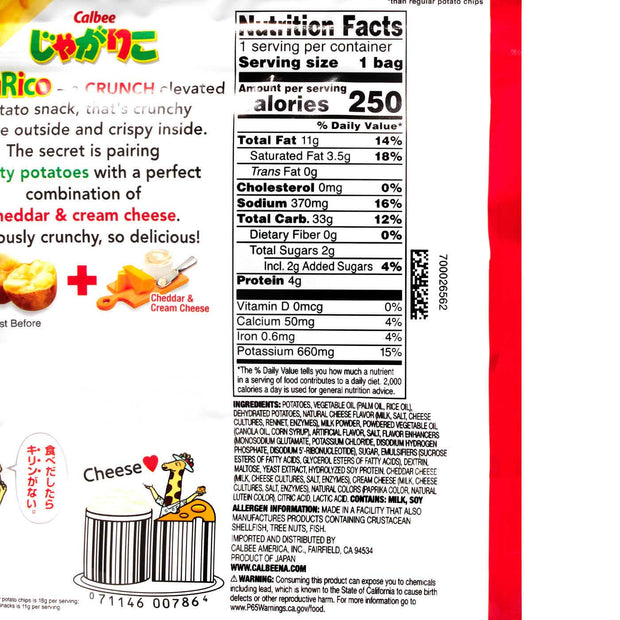 *than regular potato chips
Calbee
じゃがりこ
Rico – a CRUNCH elevated
tato snack, that's crunchy
e outside and crispy inside.
The secret is pairing
ty potatoes with a perfect
combination of
heddar & cream cheese.
ously crunchy, so delicious!
Cheddar &
Cream Cheese
st Before
Nutrition Facts
1 serving per container
Serving size 1 bag
Amount per serving
alories 250
% Daily Value*
Total Fat 11g 14%
Saturated Fat 3.5g 18%
Trans Fat 0g
Cholesterol 0mg 0%
Sodium 370mg 16%
Total Carb. 33g 12%
Dietary Fiber 0g 0%
Total Sugars 2g
Incl. 2g Added Sugars 4%
Protein 4g
Vitamin D 0mcg 0%
Calcium 50mg 4%
Iron 0.6mg 4%
Potassium 660mg 15%
*The % Daily Value tells you how much a nutrient
in a serving of food contributes to a daily diet. 2,000
calories a day is used for general nutrition advice.
700026562
INGREDIENTS: POTATOES, VEGETABLE OIL (PALM OIL, RICE OIL),
DEHYDRATED POTATOES, NATURAL CHEESE FLAVOR (MILK, SALT, CHEESE
CULTURES, RENNET, ENZYMES), MILK POWDER, POWDERED VEGETABLE OIL
(CANOLA OIL, CORN SYRUP), ARTIFICIAL FLAVOR, SALT, FLAVOR ENHANCERS
(MONOSODIUM GLUTAMATE, POTASSIUM CHLORIDE, DISODIUM HYDROGEN
PHOSPHATE, DISODIUM 5'-RIBONUCLEOTIDE), SUGAR, EMULSIFIERS (SUCROSE
ESTERS OF FATTY ACIDS, GLYCEROL ESTERS OF FATTY ACIDS), DEXTRIN,
MALTOSE, YEAST EXTRACT, HYDROLYZED SOY PROTEIN, CHEDDAR CHEESE
(MILK, CHEESE CULTURES, SALT, ENZYMES), CREAM CHEESE (MILK, CHEESE
CULTURES, SALT, ENZYMES), NATURAL COLORS (PAPRIKA COLOR, NATURAL
LUTEIN COLOR), CITRIC ACID, LACTIC ACID. CONTAINS: MILK, SOY
ALLERGEN INFORMATION: MADE IN A FACILITY THAT ALSO
MANUFACTURES PRODUCTS CONTAINING CRUSTACEAN
SHELLFISH, TREE NUTS, FISH.
IMPORTED AND DISTRIBUTED BY
CALBEE AMERICA, INC., FAIRFIELD, CA 94534
PRODUCT OF JAPAN
WWW.CALBEENA.COM
⚠ WARNING: Consuming this product can expose you to chemicals
including lead, which is known to the State of California to cause birth
defects or other reproductive harm. For more information go to
www.P65Warnings.ca.gov/food.
食べだしたら
キリンがない。
Cheese
0 71146 00786 4
potato chips is 18g per serving;
nacks is 11g per serving